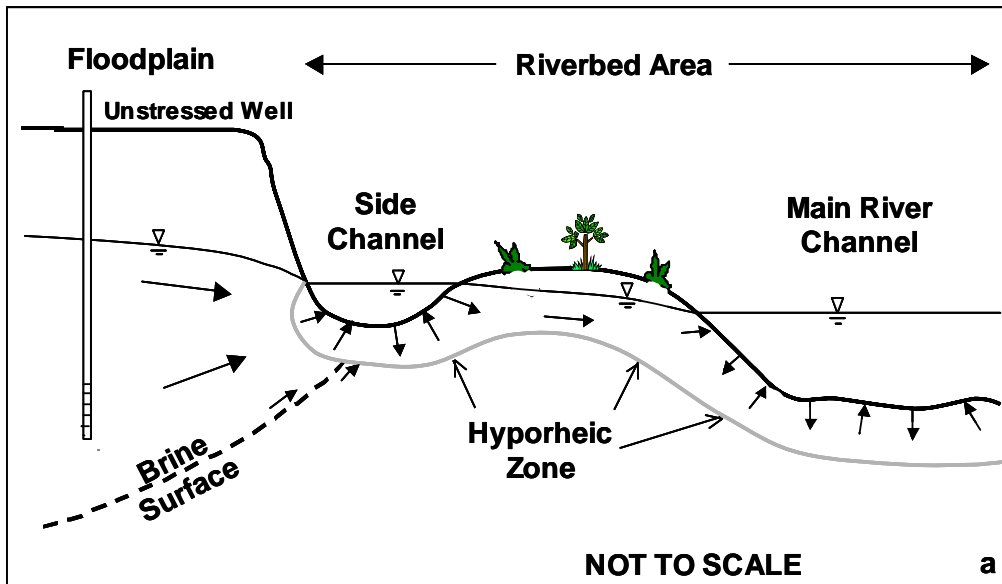 Floodplain
Riverbed Area
Unstressed Well
Side
Channel
Main River
Channel
Hyporheic
Zone
Brine
Surface
NOT TO SCALE
a